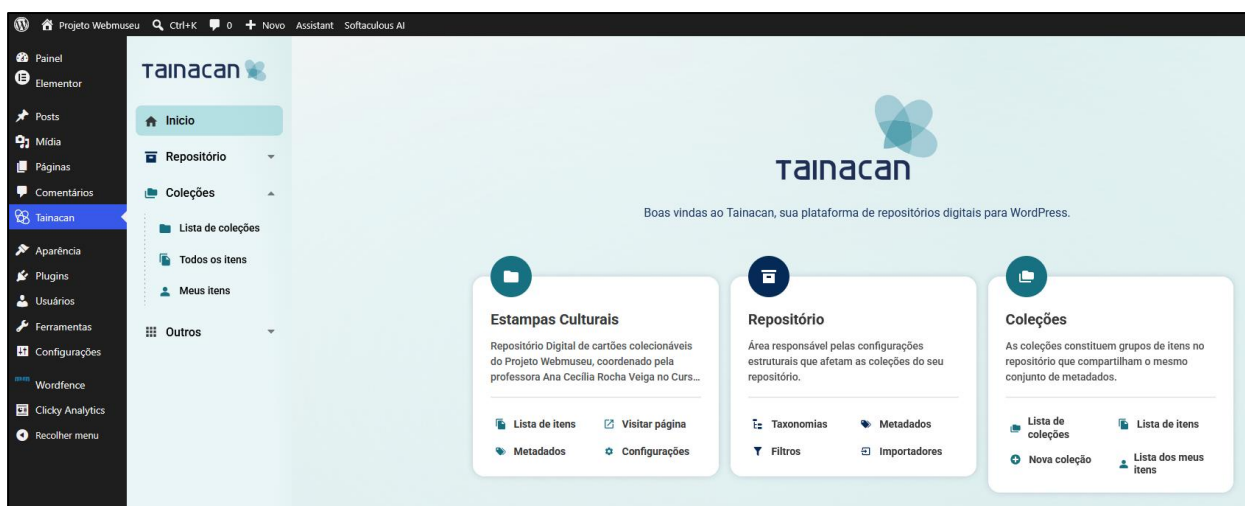 Projeto Webmuseu Ctrl+K 0 Novo Assistant Softaculous AI
Painel
Elementor
Posts
Mídia
Páginas
Comentários
Tainacan
Aparência
Plugins
Usuários
Ferramentas
Configurações
Wordfence
Clicky Analytics
Recolher menu
Tainacan
Inicio
Repositório
Coleções
Lista de coleções
Todos os itens
Meus itens
Outros
Tainacan
Boas vindas ao Tainacan, sua plataforma de repositórios digitais para WordPress.
Estampas Culturais
Repositório Digital de cartões colecionáveis
do Projeto Webmuseu, coordenado pela
professora Ana Cecília Rocha Veiga no Curs...
Lista de itens Visitar página
Metadados Configurações
Repositório
Área responsável pelas configurações
estruturais que afetam as coleções do seu
repositório.
Taxonomias Metadados
Filtros Importadores
Coleções
As coleções constituem grupos de itens no
repositório que compartilham o mesmo
conjunto de metadados.
Lista de
coleções
Lista de itens
Nova coleção
Lista dos meus
itens